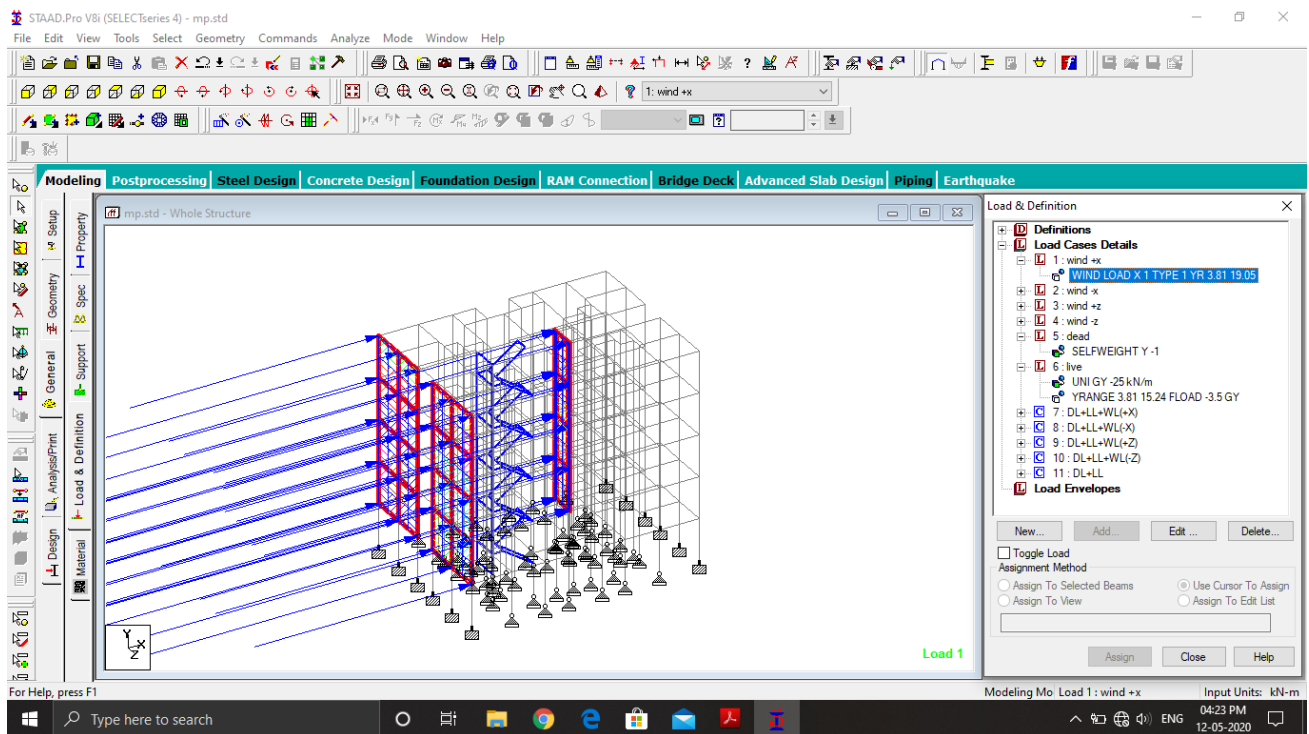 STAAD.Pro V8i (SELECTseries 4) - mp.std
File Edit View Tools Select Geometry Commands Analyze Mode Window Help
1: wind +x
Modeling Postprocessing Steel Design Concrete Design Foundation Design RAM Connection Bridge Deck Advanced Slab Design Piping Earthquake
Setup
Geometry
General
Analysis/Print
Design
Property
Spec
Support
Load & Definition
Material
mp.std - Whole Structure
Load 1
Y
X
Z
Load & Definition
Definitions
Load Cases Details
1 : wind +x
WIND LOAD X 1 TYPE 1 YR 3.81 19.05
2 : wind -x
3 : wind +z
4 : wind -z
5 : dead
SELFWEIGHT Y -1
6 : live
UNI GY -25 kN/m
YRANGE 3.81 15.24 FLOAD -3.5 GY
7 : DL+LL+WL(+X)
8 : DL+LL+WL(-X)
9 : DL+LL+WL(+Z)
10 : DL+LL+WL(-Z)
11 : DL+LL
Load Envelopes
New... Add... Edit ... Delete...
Toggle Load
Assignment Method
Assign To Selected Beams Use Cursor To Assign
Assign To View Assign To Edit List
Assign Close Help
For Help, press F1 Modeling Mo Load 1 : wind +x Input Units: kN-m
Type here to search ENG 04:23 PM
12-05-2020